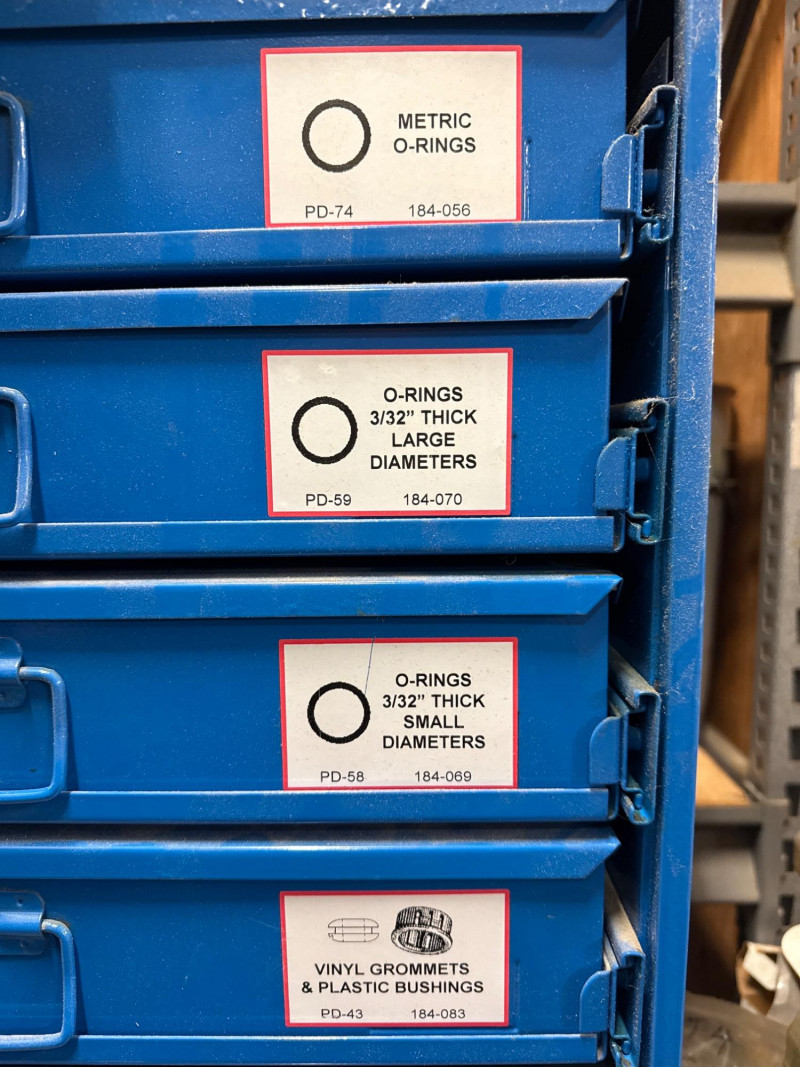 METRIC
O-RINGS
PD-74 184-056
O-RINGS
3/32” THICK
LARGE
DIAMETERS
PD-59 184-070
O-RINGS
3/32” THICK
SMALL
DIAMETERS
PD-58 184-069
VINYL GROMMETS
& PLASTIC BUSHINGS
PD-43 184-083